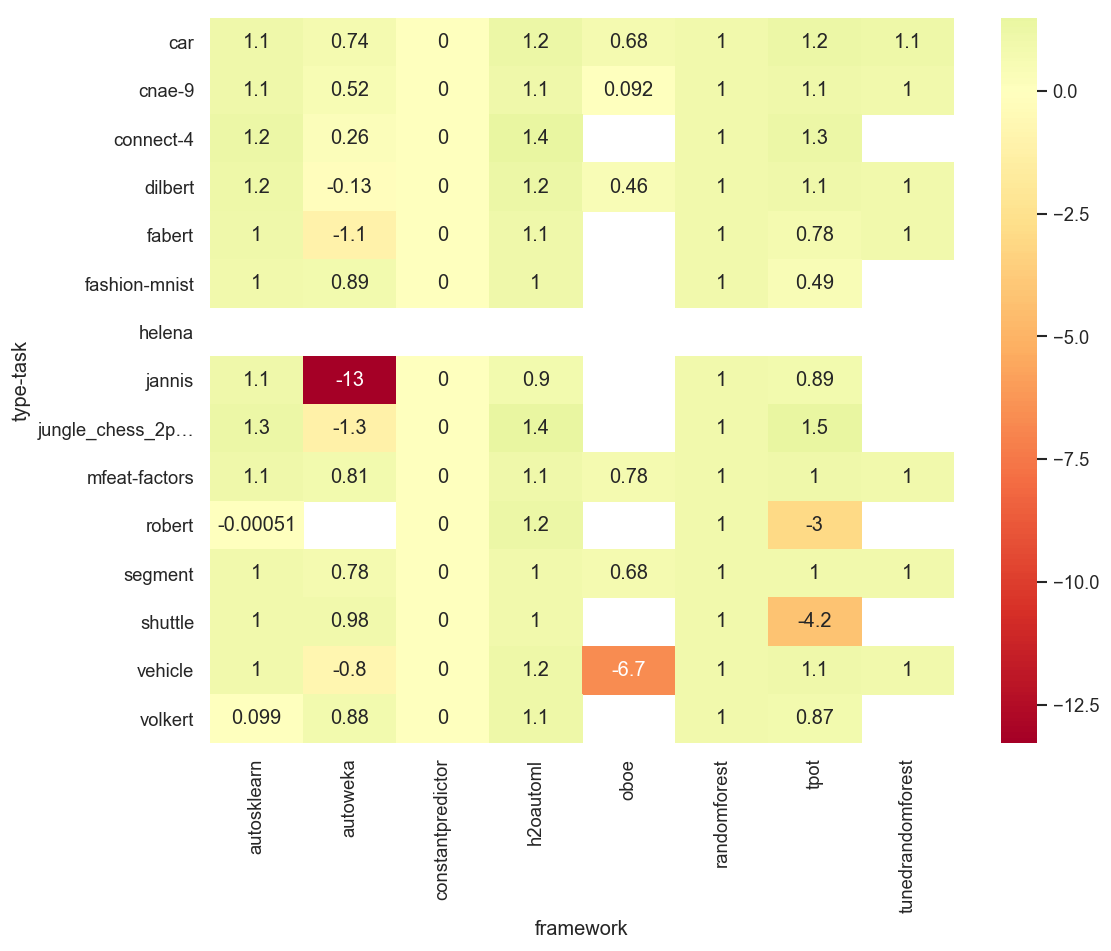 car 1.1 0.74 0 1.2 0.68 1 1.2 1.1
cnae-9 1.1 0.52 0 1.1 0.092 1 1.1 1
connect-4 1.2 0.26 0 1.4 1 1.3
dilbert 1.2 -0.13 0 1.2 0.46 1 1.1 1
fabert 1 -1.1 0 1.1 1 0.78 1
fashion-mnist 1 0.89 0 1 1 0.49
helena
jannis 1.1 -13 0 0.9 1 0.89
jungle_chess_2p… 1.3 -1.3 0 1.4 1 1.5
mfeat-factors 1.1 0.81 0 1.1 0.78 1 1 1
robert -0.00051 0 1.2 1 -3
segment 1 0.78 0 1 0.68 1 1 1
shuttle 1 0.98 0 1 1 -4.2
vehicle 1 -0.8 0 1.2 -6.7 1 1.1 1
volkert 0.099 0.88 0 1.1 1 0.87
type-task
autosklearn
autoweka
constantpredictor
h2oautoml
oboe
randomforest
tpot
tunedrandomforest
framework
0.0
−2.5
−5.0
−7.5
−10.0
−12.5